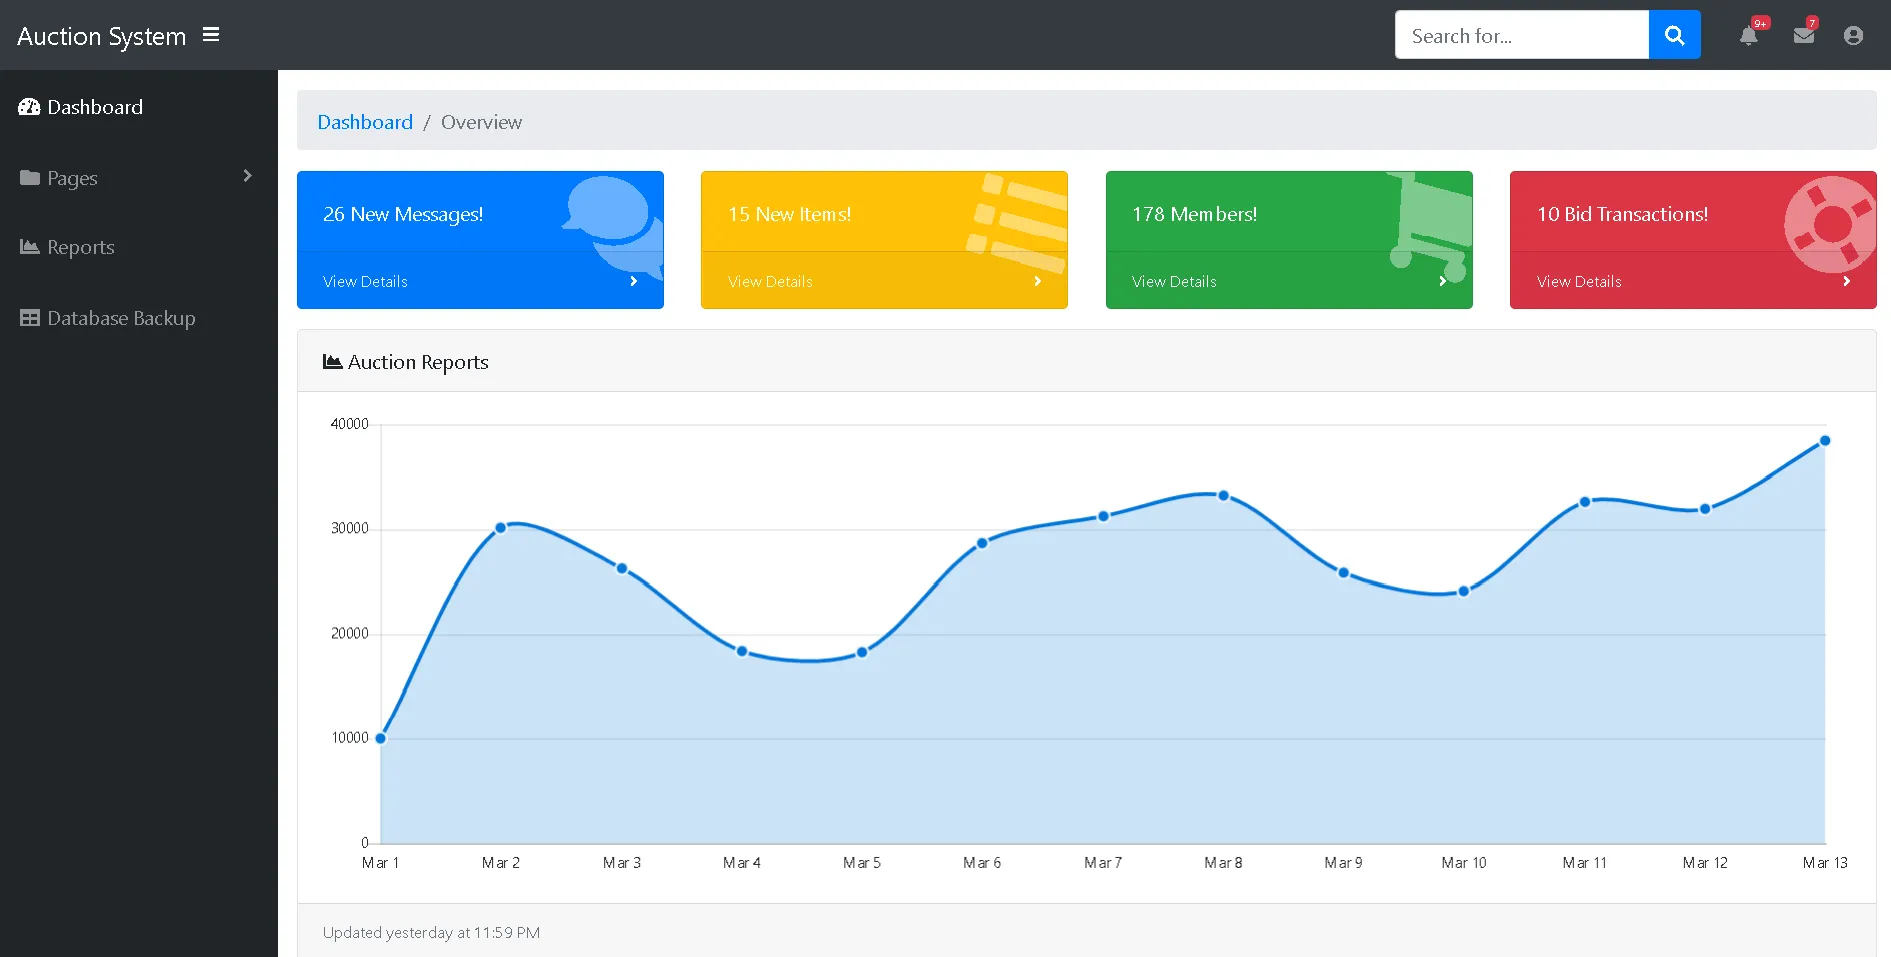 Auction System
Search for...
9+
7
Dashboard
Pages
Reports
Database Backup
Dashboard / Overview
26 New Messages!
View Details
15 New Items!
View Details
178 Members!
View Details
10 Bid Transactions!
View Details
Auction Reports
40000
30000
20000
10000
0
Mar 1 Mar 2 Mar 3 Mar 4 Mar 5 Mar 6 Mar 7 Mar 8 Mar 9 Mar 10 Mar 11 Mar 12 Mar 13
Updated yesterday at 11:59 PM